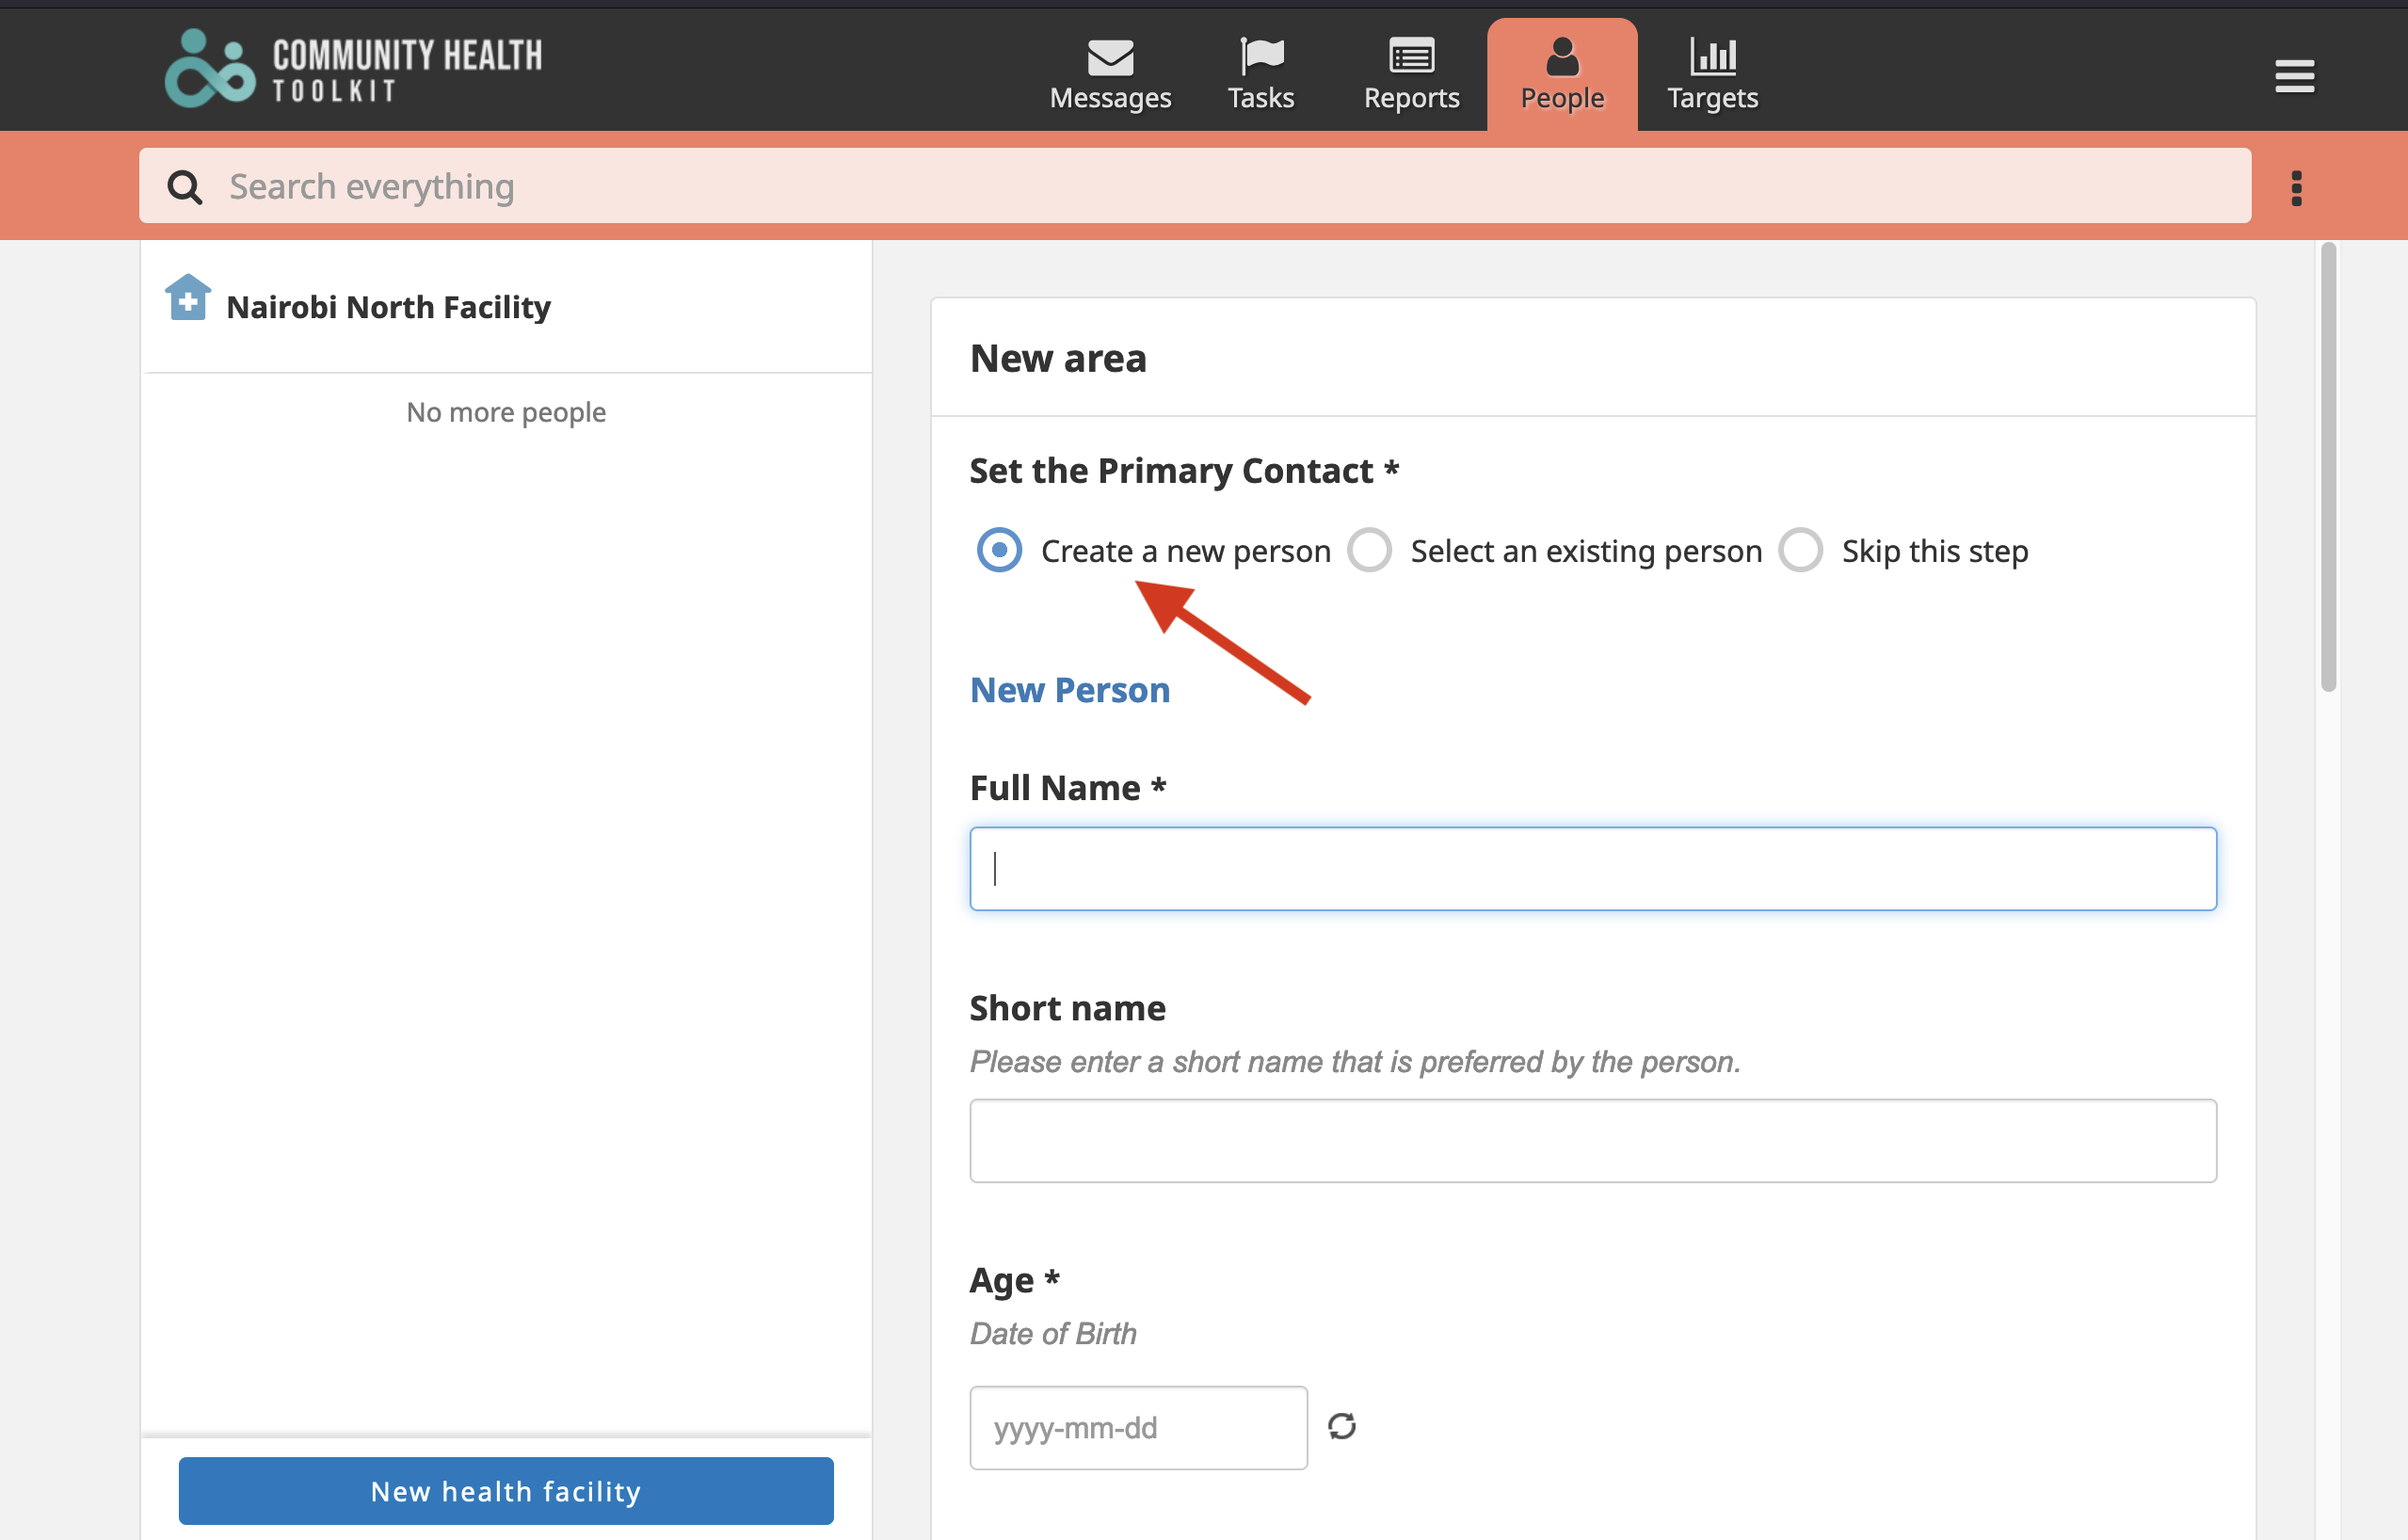 COMMUNITY HEALTH
TOOLKIT
Messages
Tasks
Reports
People
Targets
Search everything
Nairobi North Facility
No more people
New health facility
New area
Set the Primary Contact *
Create a new person
Select an existing person
Skip this step
New Person
Full Name *
Short name
Please enter a short name that is preferred by the person.
Age *
Date of Birth
yyyy-mm-dd